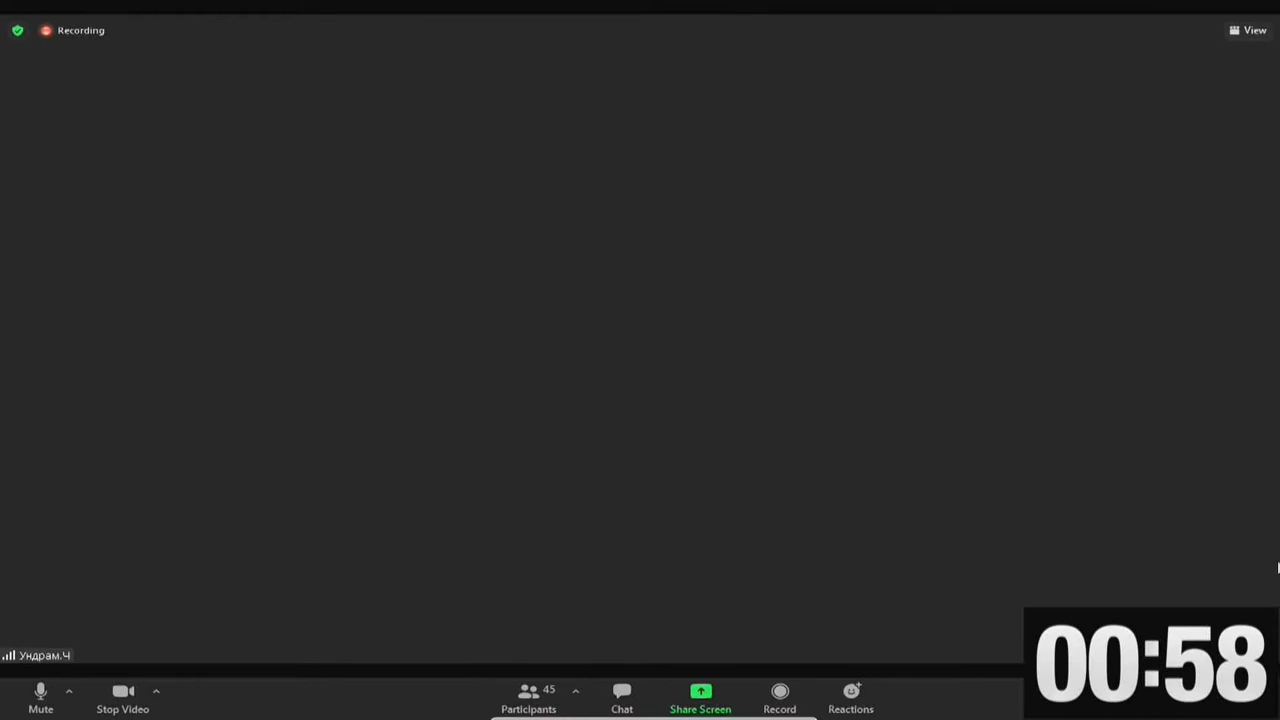 Recording
View
Ундрам.Ч
00:58
Mute
Stop Video
45
Participants
Chat
Share Screen
Record
Reactions